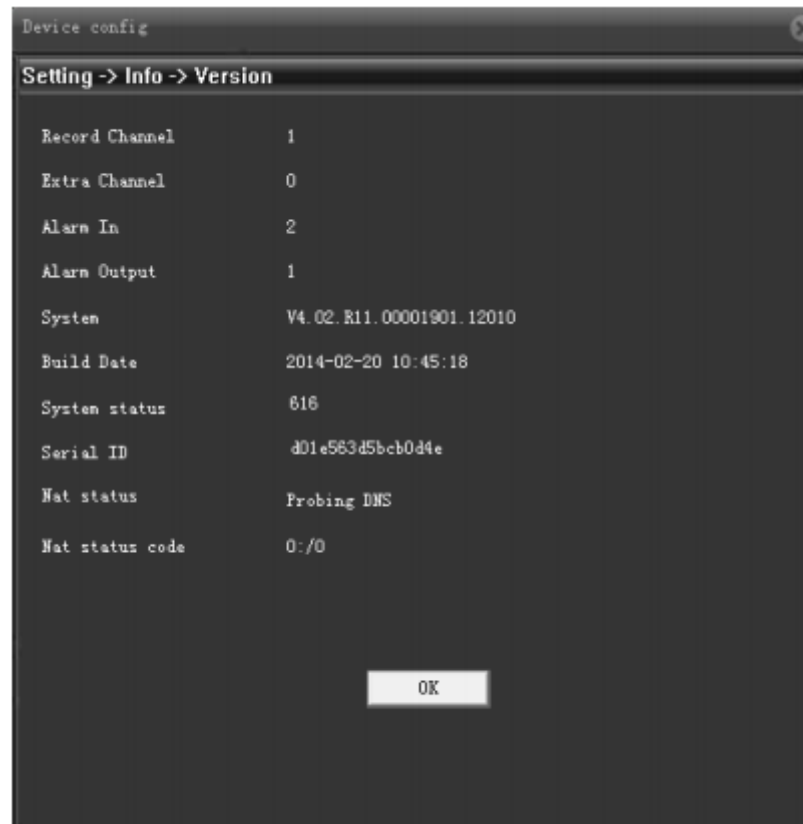 Device config
Setting -> Info -> Version
Record Channel 1
Extra Channel 0
Alarm In 2
Alarm Output 1
System V4.02.R11.00001901.12010
Build Date 2014-02-20 10:45:18
System status 616
Serial ID d01e563d5bcb0d4e
Nat status Probing DNS
Nat status code 0:/0
OK